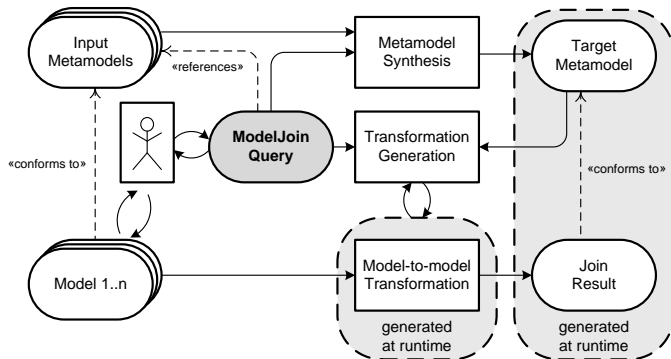 Input
Metamodels
Metamodel
Synthesis
Target
Metamodel
«references»
ModelJoin
Query
Transformation
Generation
«conforms to»
«conforms to»
Model 1..n
Model-to-model
Transformation
Join
Result
generated
at runtime
generated
at runtime